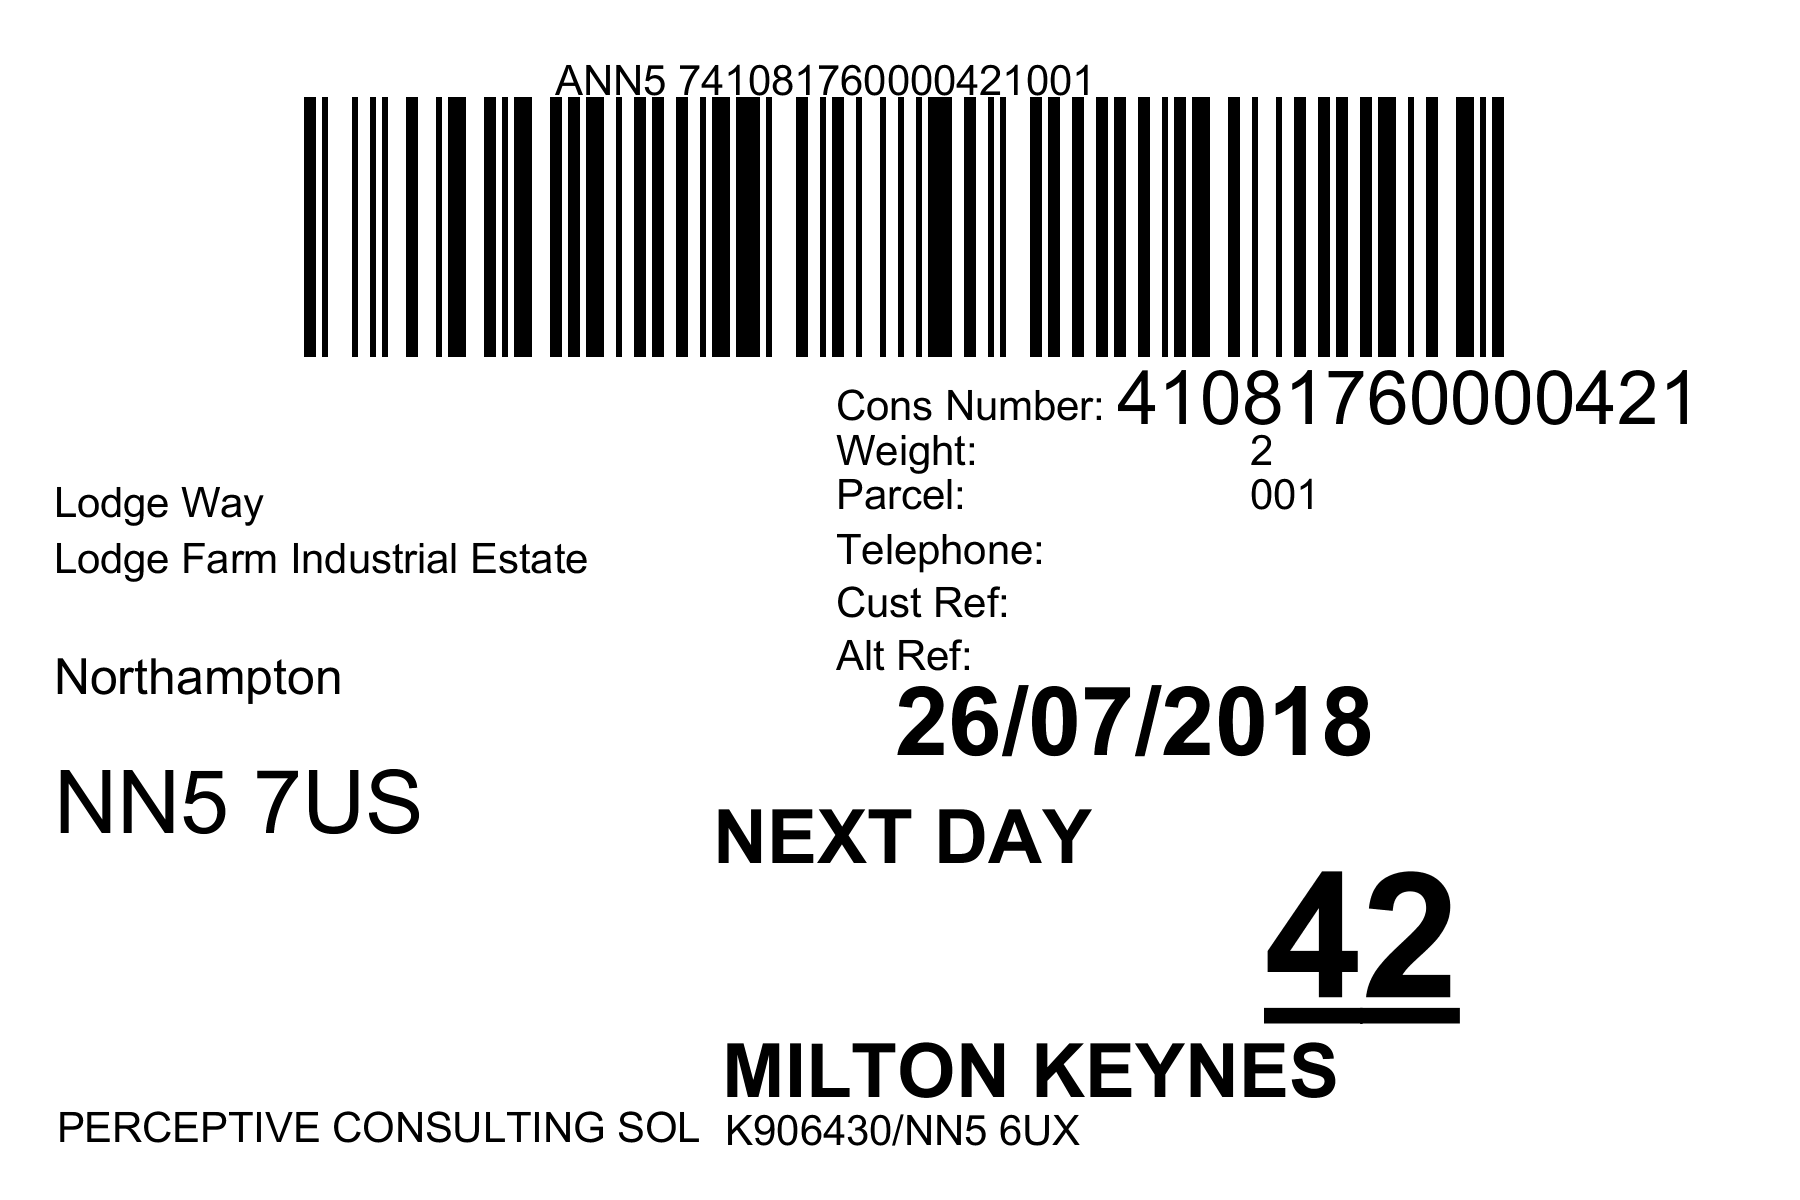 ANN5 741081760000421001
Cons Number: 41081760000421
Weight: 2
Parcel: 001
Telephone:
Cust Ref:
Alt Ref:
Lodge Way
Lodge Farm Industrial Estate
Northampton
NN5 7US
26/07/2018
NEXT DAY
42
MILTON KEYNES
PERCEPTIVE CONSULTING SOL K906430/NN5 6UX